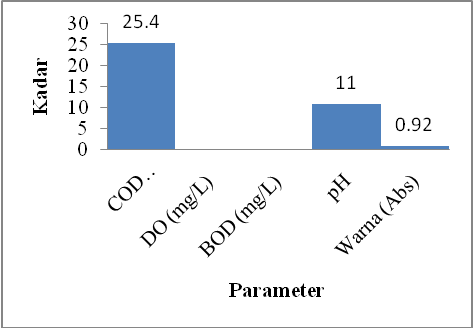 Kadar
30
25
20
15
10
5
0
25.4
11
0.92
COD..
DO (mg/L)
BOD (mg/L)
pH
Warna (Abs)
Parameter